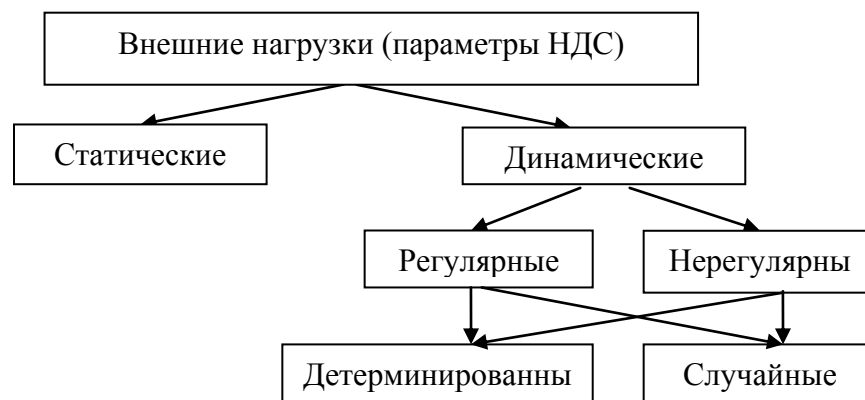 Внешние нагрузки (параметры НДС)
Статические
Динамические
Регулярные
Нерегулярны
Детерминированны
Случайные